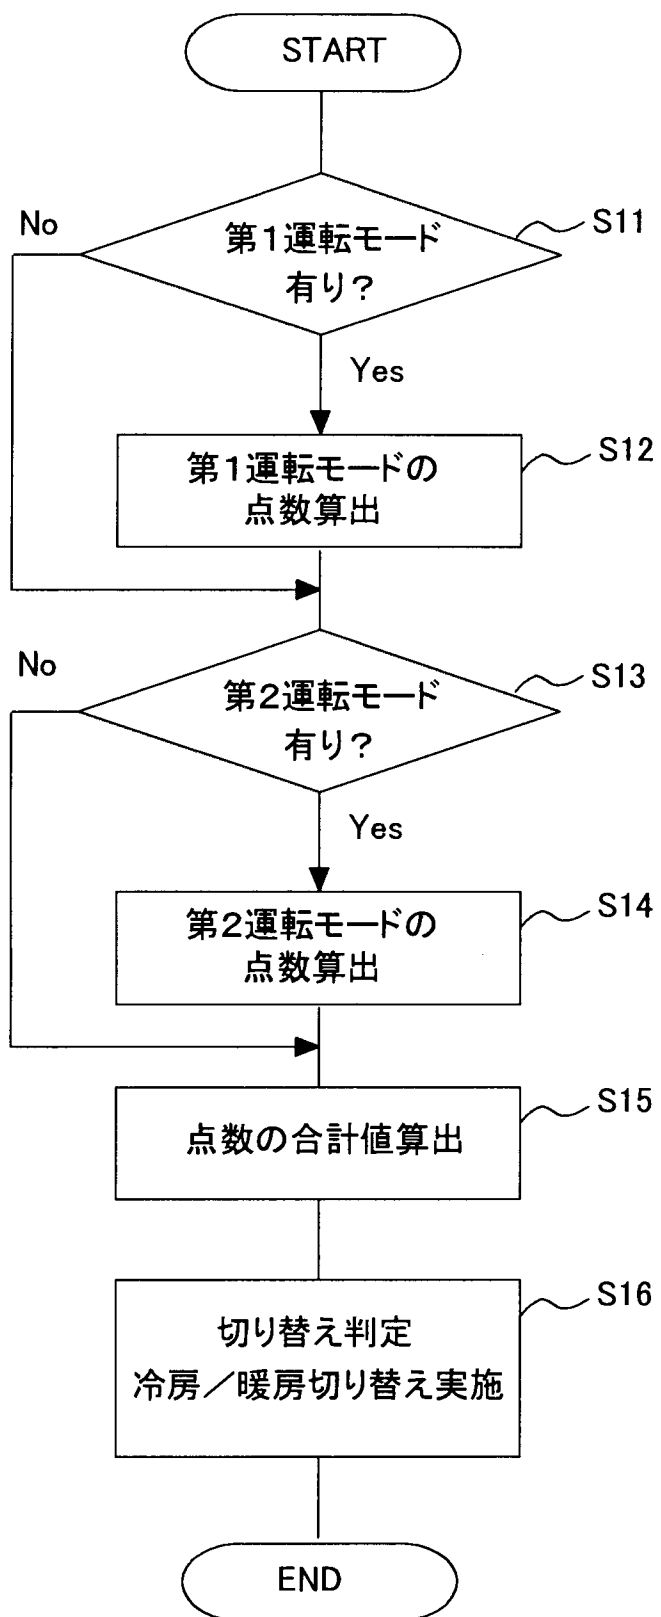 START
No
第1運転モード
有り?
S11
Yes
第1運転モードの
点数算出
S12
No
第2運転モード
有り?
S13
Yes
第2運転モードの
点数算出
S14
点数の合計値算出
S15
切り替え判定
冷房/暖房切り替え実施
S16
END